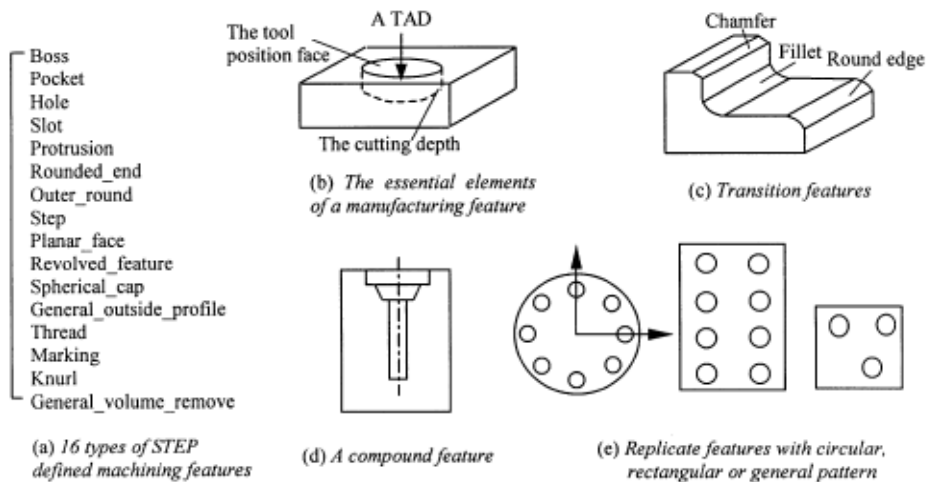 Boss
Pocket
Hole
Slot
Protrusion
Rounded_end
Outer_round
Step
Planar_face
Revolved_feature
Spherical_cap
General_outside_profile
Thread
Marking
Knurl
General_volume_remove
(a) 16 types of STEP
defined machining features
A TAD
The tool
position face
The cutting depth
(b) The essential elements
of a manufacturing feature
Chamfer
Fillet
Round edge
(c) Transition features
(d) A compound feature
(e) Replicate features with circular,
rectangular or general pattern